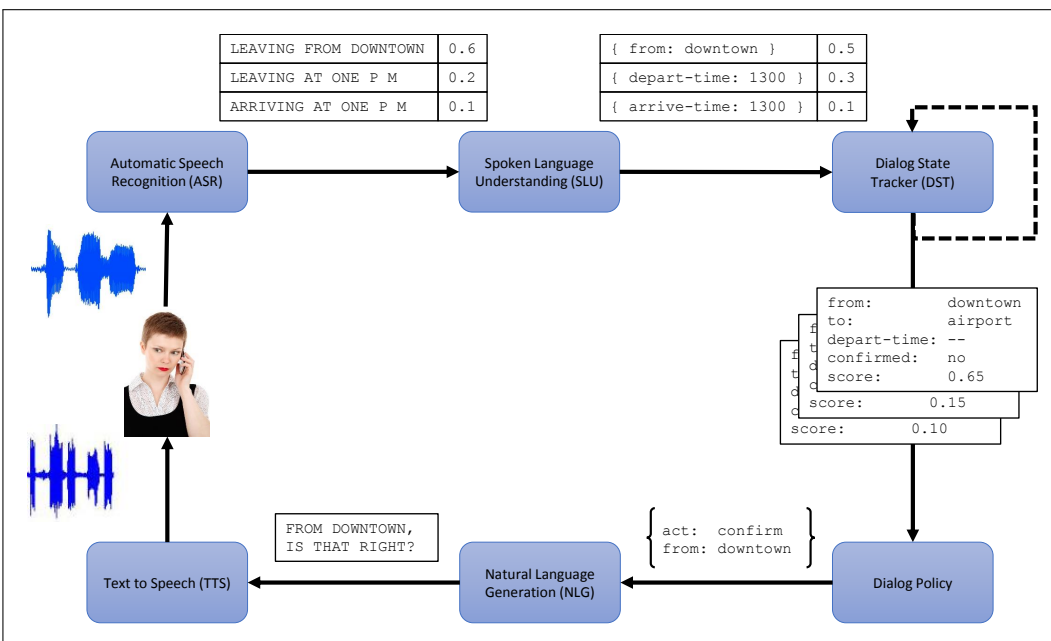 LEAVING FROM DOWNTOWN 0.6
LEAVING AT ONE P M 0.2
ARRIVING AT ONE P M 0.1
{ from: downtown } 0.5
{ depart-time: 1300 } 0.3
{ arrive-time: 1300 } 0.1
Automatic Speech
Recognition (ASR)
Spoken Language
Understanding (SLU)
Dialog State
Tracker (DST)
from: downtown
to: airport
depart-time: --
confirmed: no
score: 0.65
f
t
d
c
score: 0.15
f
t
d
c
score: 0.10
FROM DOWNTOWN,
IS THAT RIGHT?
act: confirm
from: downtown
Text to Speech (TTS)
Natural Language
Generation (NLG)
Dialog Policy